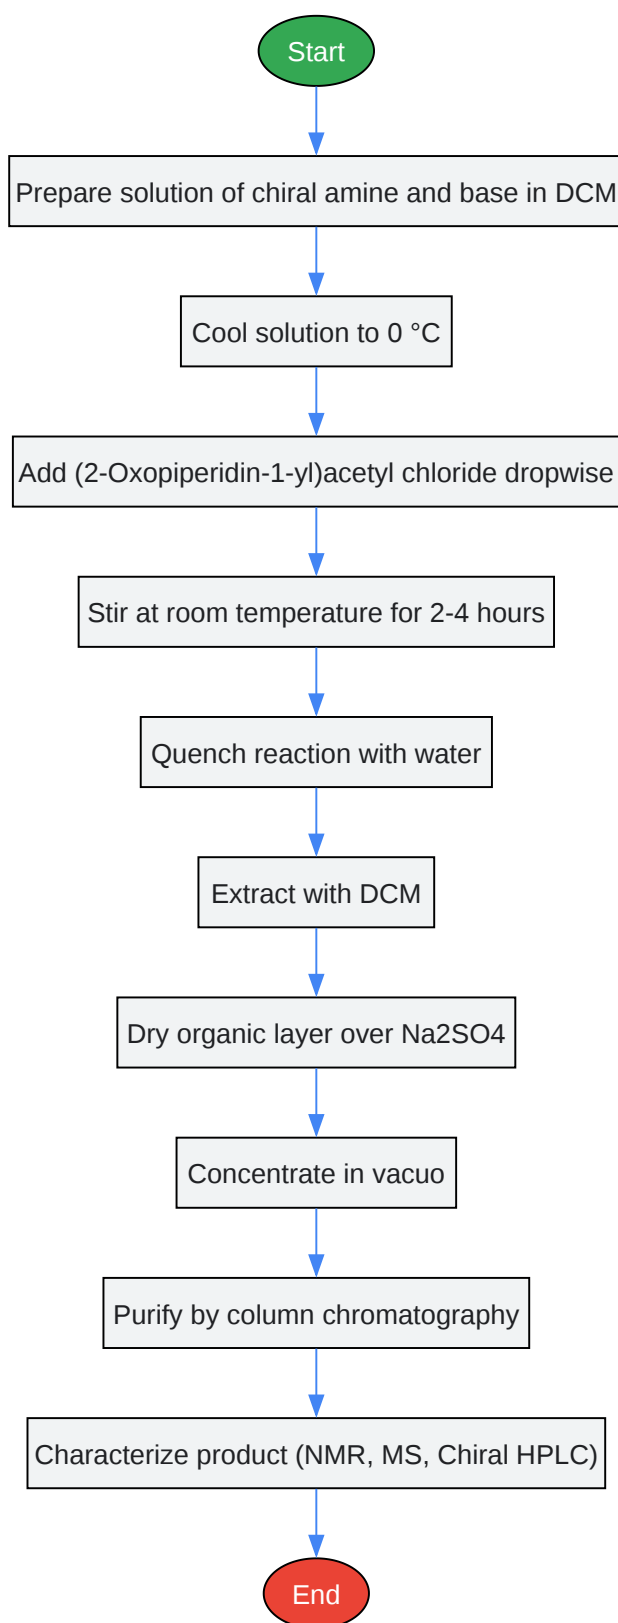 Start
Prepare solution of chiral amine and base in DCM
Cool solution to 0 °C
Add (2-Oxopiperidin-1-yl)acetyl chloride dropwise
Stir at room temperature for 2-4 hours
Quench reaction with water
Extract with DCM
Dry organic layer over Na2SO4
Concentrate in vacuo
Purify by column chromatography
Characterize product (NMR, MS, Chiral HPLC)
End